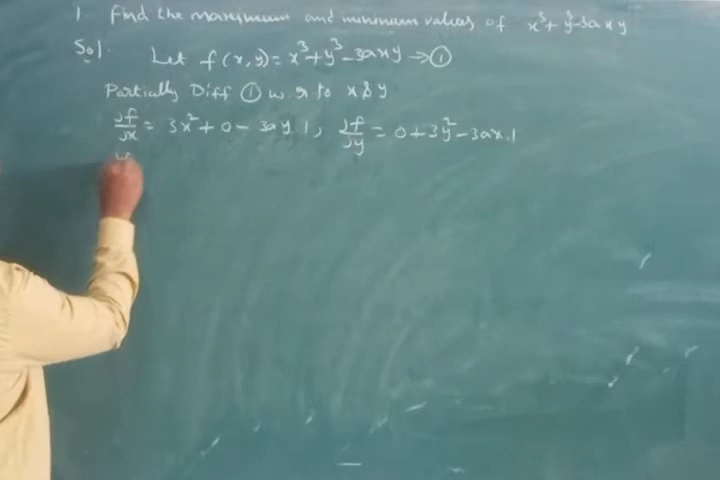 1 Find the maximum and minimum values of x³+y³-3axy
Sol. Let f(x,y)=x³+y³-3axy→①
Partially Diff ① w r to x & y
∂f/∂x = 3x²+0-3ay.1, ∂f/∂y = 0+3y²-3ax.1